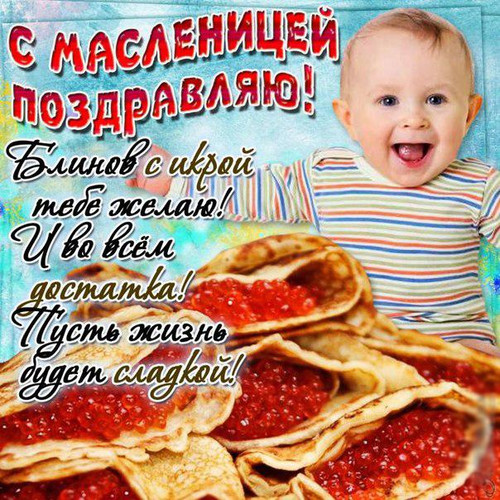 С МАСЛЕНИЦЕЙ
ПОЗДРАВЛЯЮ!
Блинов с икрой
тебе желаю!
И во всём
достатка!
Пусть жизнь
будет сладкой!